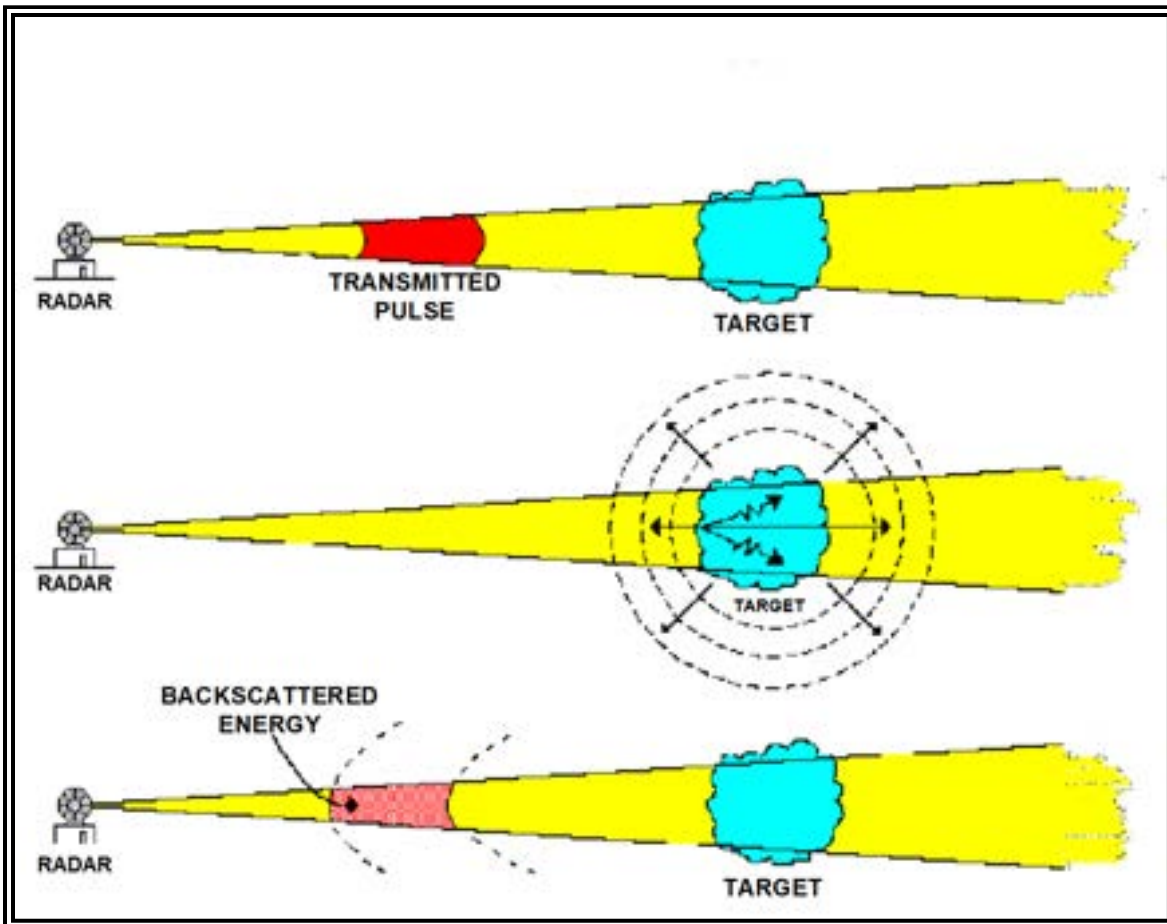 RADAR
TRANSMITTED
PULSE
TARGET
RADAR
TARGET
BACKSCATTERED
ENERGY
RADAR
TARGET